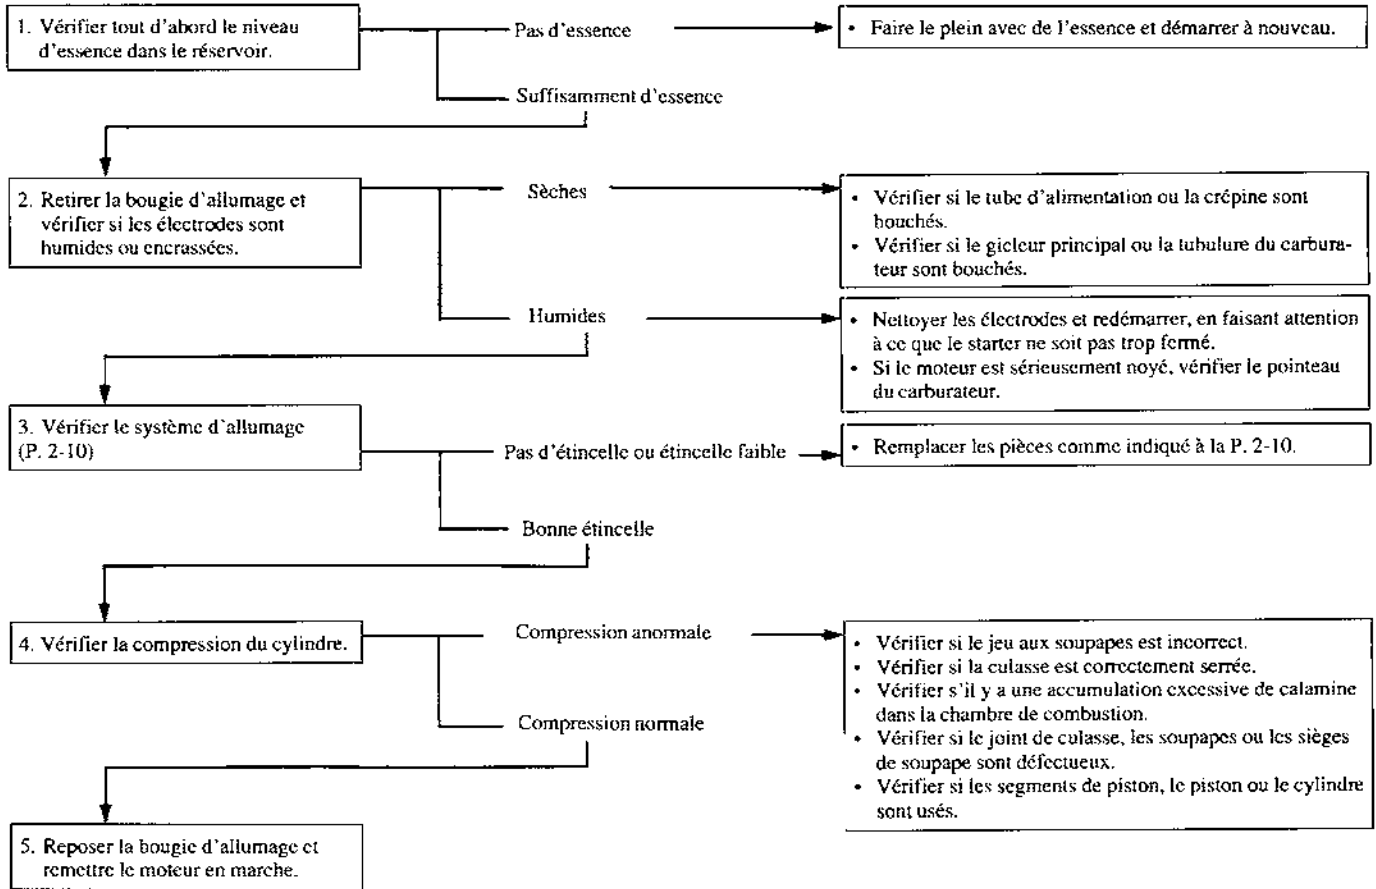 1. Vérifier tout d'abord le niveau
d'essence dans le réservoir.
Pas d'essence
• Faire le plein avec de l'essence et démarrer à nouveau.
Suffisamment d'essence
2. Retirer la bougie d'allumage et
vérifier si les électrodes sont
humides ou encrassées.
Sèches
• Vérifier si le tube d'alimentation ou la crépine sont
bouchés.
• Vérifier si le gicleur principal ou la tubulure du carbura-
teur sont bouchés.
Humides
• Nettoyer les électrodes et redémarrer, en faisant attention
à ce que le starter ne soit pas trop fermé.
• Si le moteur est sérieusement noyé, vérifier le pointeau
du carburateur.
3. Vérifier le système d'allumage
(P. 2-10)
Pas d'étincelle ou étincelle faible
• Remplacer les pièces comme indiqué à la P. 2-10.
Bonne étincelle
4. Vérifier la compression du cylindre.
Compression anormale
• Vérifier si le jeu aux soupapes est incorrect.
• Vérifier si la culasse est correctement serrée.
• Vérifier s'il y a une accumulation excessive de calamine
dans la chambre de combustion.
• Vérifier si le joint de culasse, les soupapes ou les sièges
de soupape sont défectueux.
• Vérifier si les segments de piston, le piston ou le cylindre
sont usés.
Compression normale
5. Reposer la bougie d'allumage et
remettre le moteur en marche.